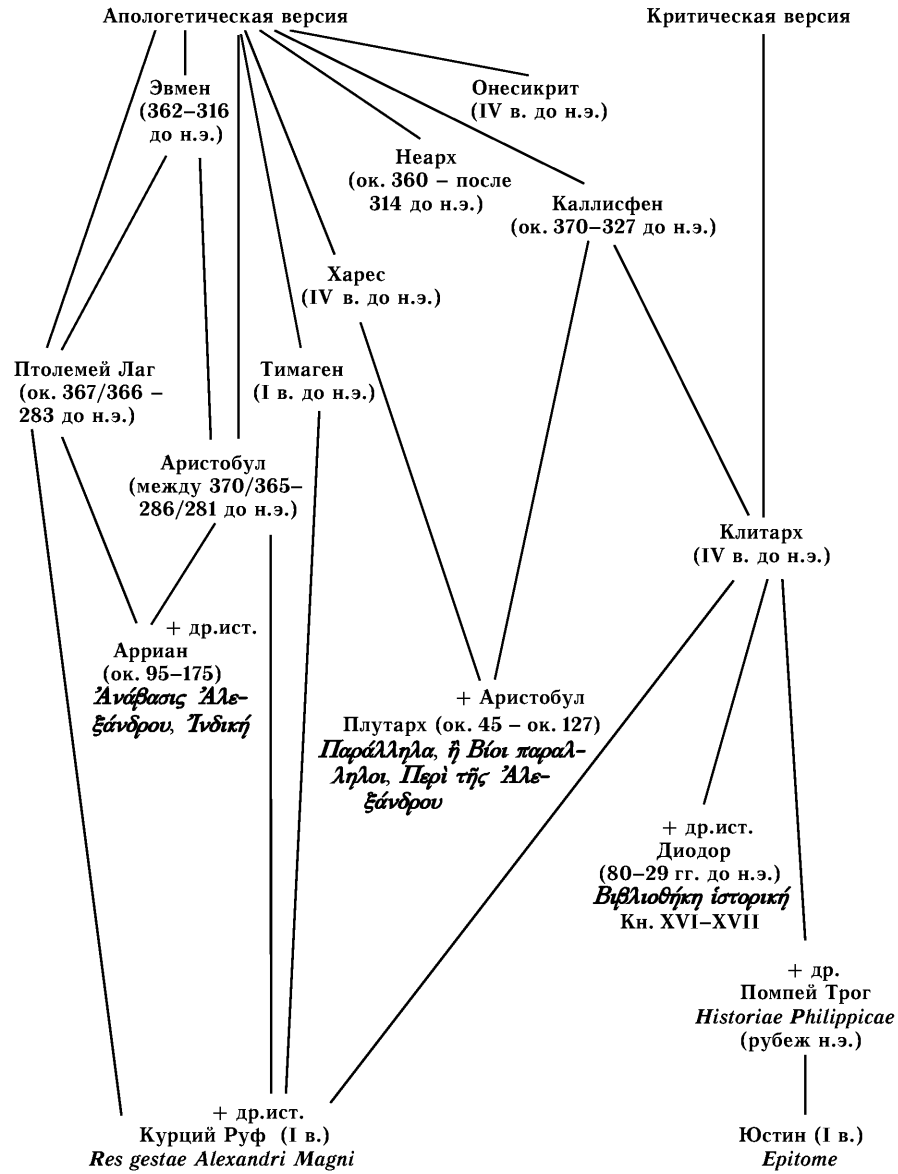 Апологетическая версия
Критическая версия
Эвмен
(362–316
до н.э.)
Онесикрит
(IV в. до н.э.)
Неарх
(ок. 360 – после
314 до н.э.)
Каллисфен
(ок. 370–327 до н.э.)
Харес
(IV в. до н.э.)
Птолемей Лаг
(ок. 367/366 –
283 до н.э.)
Тимаген
(I в. до н.э.)
Аристобул
(между 370/365–
286/281 до н.э.)
Клитарх
(IV в. до н.э.)
+ др.ист.
Арриан
(ок. 95–175)
Ἀνάβασις Ἀλε-
ξάνδρου, Ἰνδική
+ Аристобул
Плутарх (ок. 45 – ок. 127)
Παράλληλα, ἢ Βίοι παραλ-
ληλοι, Περὶ τῆς Ἀλε-
ξάνδρου
+ др.ист.
Диодор
(80–29 гг. до н.э.)
Βιβλιοθήκη ἱστορική
Кн. XVI–XVII
+ др.
Помпей Трог
Historiae Philippicae
(рубеж н.э.)
+ др.ист.
Курций Руф (I в.)
Res gestae Alexandri Magni
Юстин (I в.)
Epitome